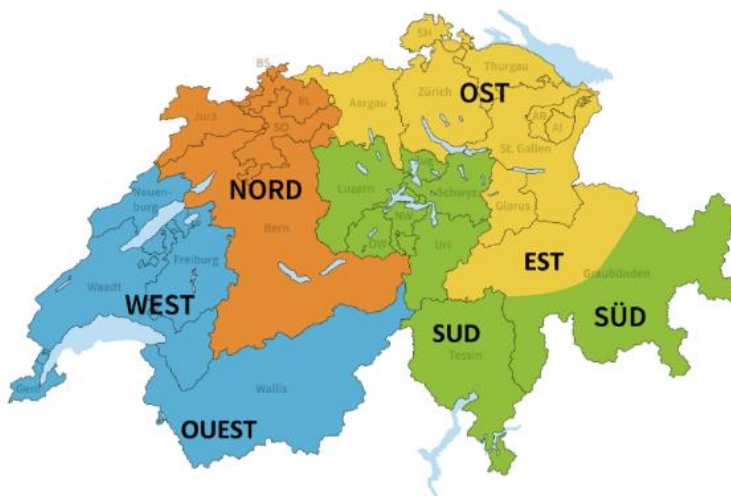 SH
BS
Thurgau
BL
Aargau
Zürich
OST
Jura
SO
AR
AI
St. Gallen
Zug
Luzern
Schwyz
Neuen-
burg
NORD
Glarus
NW
Bern
OW
Uri
Freiburg
EST
Graubünden
Waadt
WEST
SUD
SÜD
Tessin
Genf
Wallis
OUEST